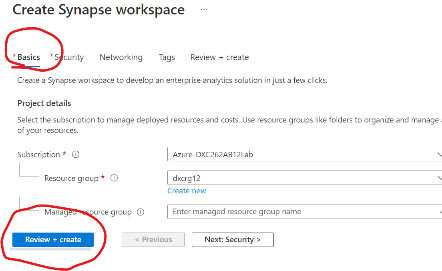 Create Synapse workspace ...
*Basics *Security Networking Tags Review + create
Create a Synapse workspace to develop an enterprise analytics solution in just a few clicks.
Project details
Select the subscription to manage deployed resources and costs. Use resource groups like folders to organize and manage a
of your resources.
Subscription * Azure-DXC262AB12Lab
Resource group * dxcrg12
Create new
Managed resource group Enter managed resource group name
Review + create < Previous Next: Security >